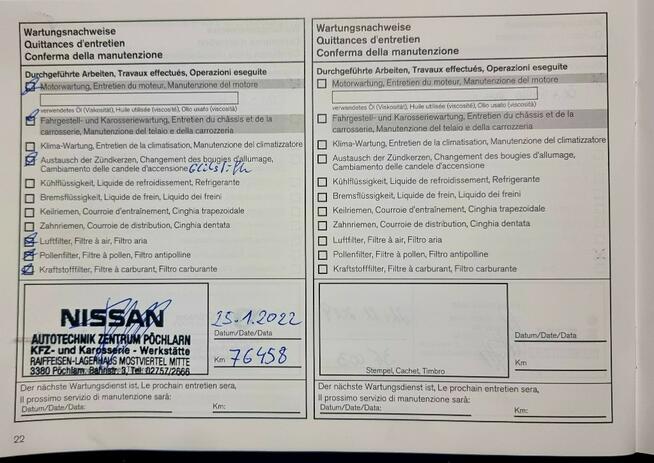 Wartungsnachweise
Quittances d'entretien
Conferma della manutenzione
Durchgeführte Arbeiten, Travaux effectués, Operazioni eseguite
Motorwartung, Entretien du moteur, Manutenzione del motore
verwendetes Öl (Viskosität), Huile utilisée (viscosité), Olio usato (viscosità)
Fahrgestell- und Karosseriewartung, Entretien du châssis et de la
carrosserie, Manutenzione del telaio e della carrozzeria
Klima-Wartung, Entretien de la climatisation, Manutenzione del climatizzatore
Austausch der Zündkerzen, Changement des bougies d'allumage,
Cambiamento delle candele d'accensione
Kühlflüssigkeit, Liquide de refroidissement, Refrigerante
Bremsflüssigkeit, Liquide de frein, Liquido dei freini
Keilriemen, Courroie d'entraînement, Cinghia trapezoidale
Zahnriemen, Courroie de distribution, Cinghia dentata
Luftfilter, Filtre à air, Filtro aria
Pollenfilter, Filtre à pollen, Filtro antipolline
Kraftstofffilter, Filtre à carburant, Filtro carburante
NISSAN
AUTOTECHNIK ZENTRUM PÖCHLARN
KFZ- und Karosserie - Werkstätte
RAIFFEISEN-LAGERHAUS MOSTVIERTEL MITTE
3380 Pöchlarn, Bahnstr. 3, Tel: 02757/2666
25.1.2022
Datum/Date/Data:
Km 76458
Der nächste Wartungsdienst ist, Le prochain entretien sera,
Il prossimo servizio di manutenzione sarà:
Datum/Date/Data: Km:
22
Wartungsnachweise
Quittances d'entretien
Conferma della manutenzione
Durchgeführte Arbeiten, Travaux effectués, Operazioni eseguite
Motorwartung, Entretien du moteur, Manutenzione del motore
verwendetes Öl (Viskosität), Huile utilisée (viscosité), Olio usato (viscosità)
Fahrgestell- und Karosseriewartung, Entretien du châssis et de la
carrosserie, Manutenzione del telaio e della carrozzeria
Klima-Wartung, Entretien de la climatisation, Manutenzione del climatizzatore
Austausch der Zündkerzen, Changement des bougies d'allumage,
Cambiamento delle candele d'accensione
Kühlflüssigkeit, Liquide de refroidissement, Refrigerante
Bremsflüssigkeit, Liquide de frein, Liquido dei freini
Keilriemen, Courroie d'entraînement, Cinghia trapezoidale
Zahnriemen, Courroie de distribution, Cinghia dentata
Luftfilter, Filtre à air, Filtro aria
Pollenfilter, Filtre à pollen, Filtro antipolline
Kraftstofffilter, Filtre à carburant, Filtro carburante
Datum/Date/Data:
Km
Stempel, Cachet, Timbro
Der nächste Wartungsdienst ist, Le prochain entretien sera,
Il prossimo servizio di manutenzione sarà:
Datum/Date/Data: Km: